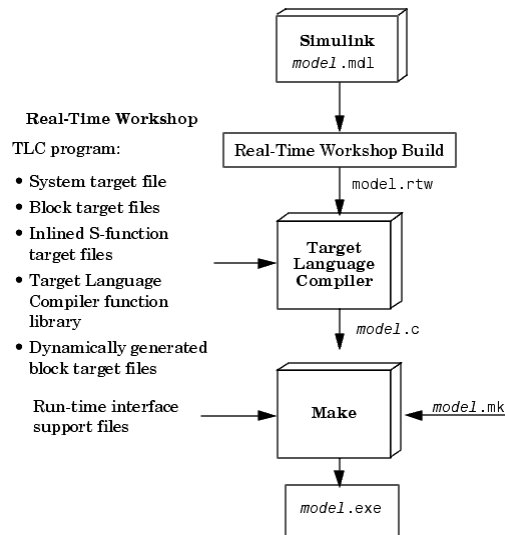 Simulink
model.mdl
Real-Time Workshop
TLC program:
• System target file
• Block target files
• Inlined S-function
target files
• Target Language
Compiler function
library
• Dynamically generated
block target files
Run-time interface
support files
Real-Time Workshop Build
model.rtw
Target
Language
Compiler
model.c
Make
model.mk
model.exe